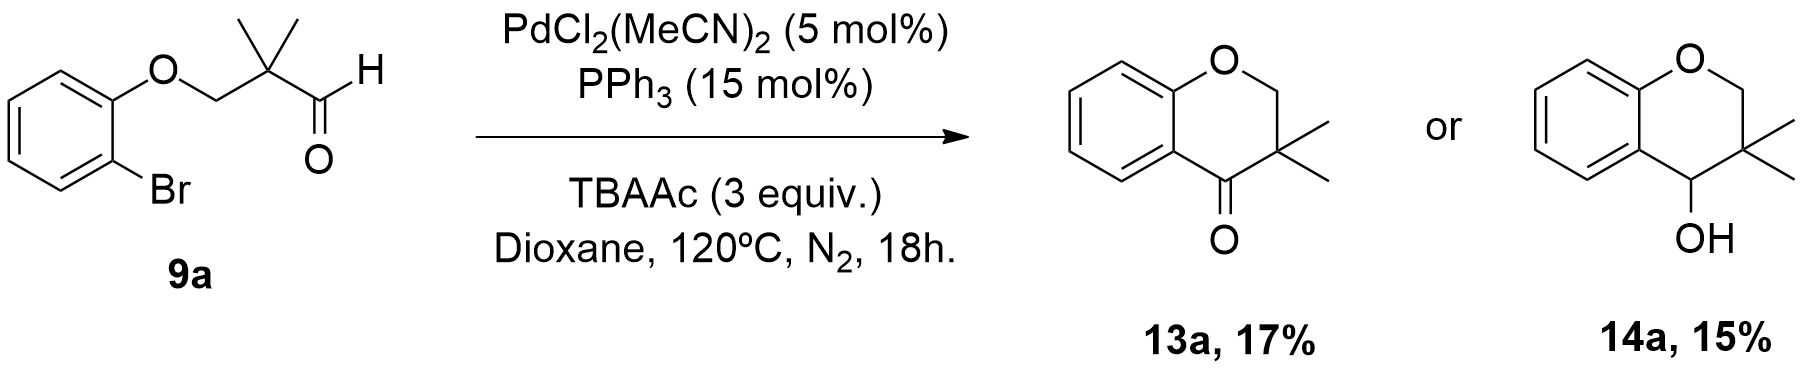 PdCl2(MeCN)2 (5 mol%)
PPh3 (15 mol%)
TBAAc (3 equiv.)
Dioxane, 120ºC, N2, 18h.
O
H
O
Br
9a
O
O
13a, 17%
or
O
OH
14a, 15%